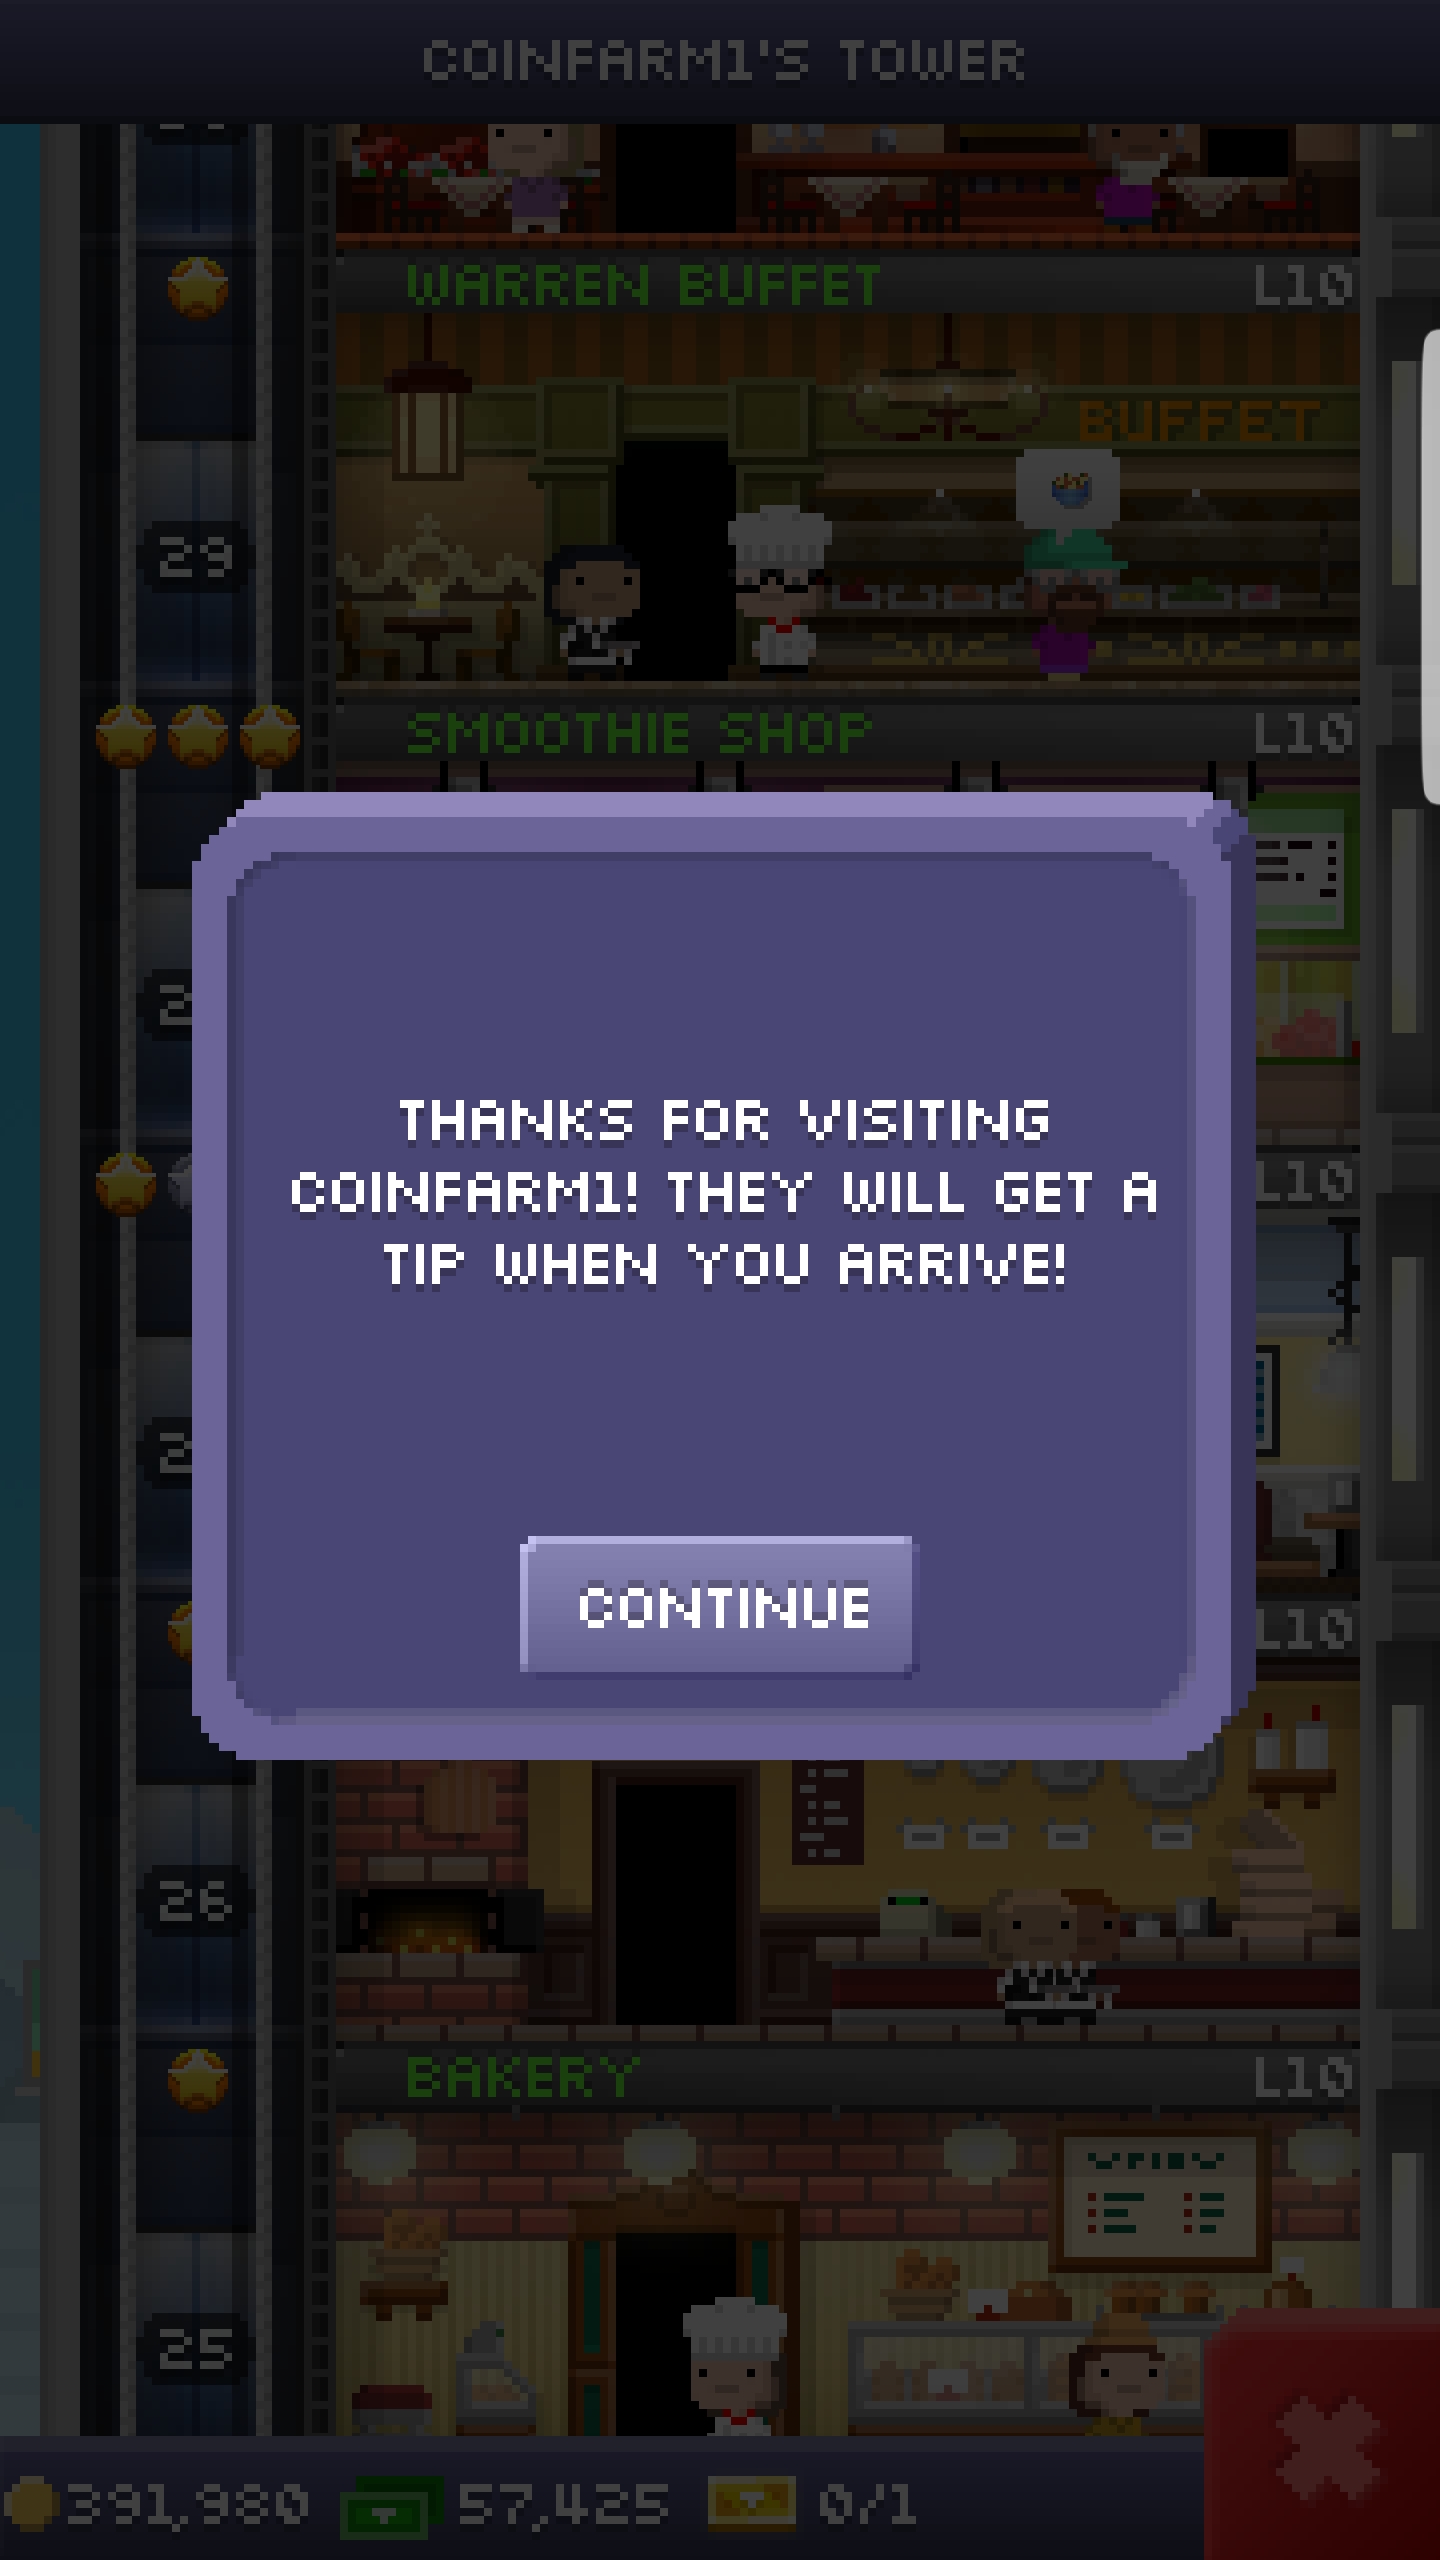 COINFARM1'S TOWER
WARREN BUFFET L10
BUFFET
29
SMOOTHIE SHOP L10
THANKS FOR VISITING
COINFARM1! THEY WILL GET A
TIP WHEN YOU ARRIVE!
L10
CONTINUE
L10
26
BAKERY L10
25
391,980 57,425 0/1